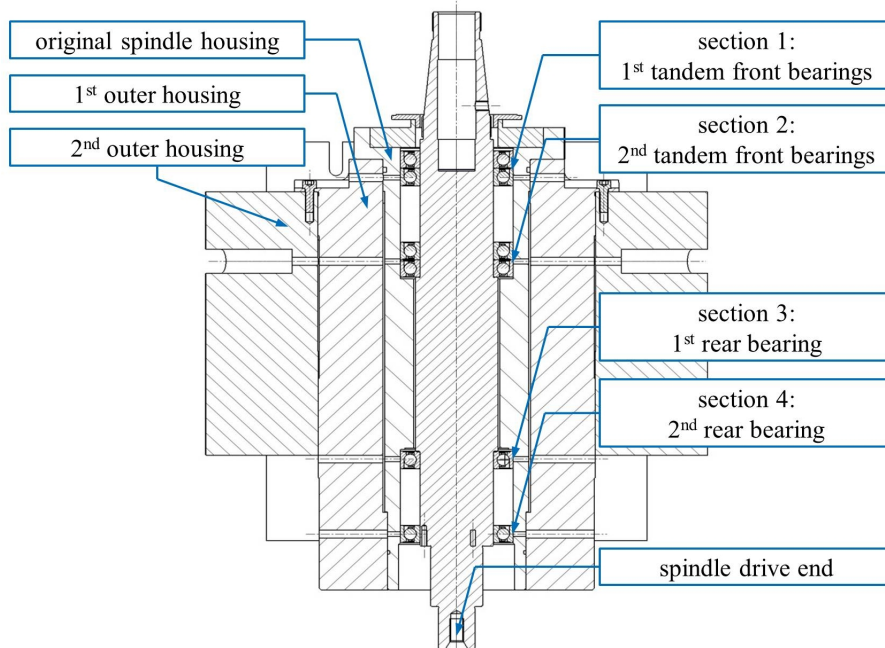 original spindle housing
1st outer housing
2nd outer housing
section 1:
1st tandem front bearings
section 2:
2nd tandem front bearings
section 3:
1st rear bearing
section 4:
2nd rear bearing
spindle drive end